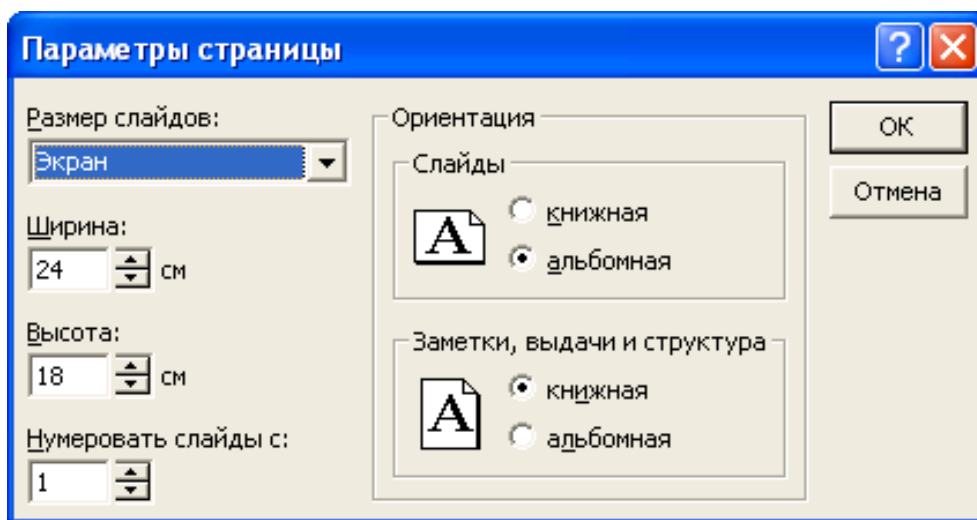 Параметры страницы
Размер слайдов:
Экран
Ширина:
24 см
Высота:
18 см
Нумеровать слайды с:
1
Ориентация
Слайды
A
книжная
альбомная
Заметки, выдачи и структура
A
книжная
альбомная
?
ОК
Отмена